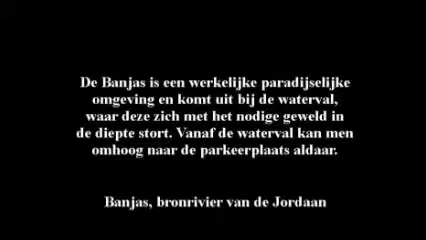 De Banjas is een werkelijke paradijselijke
omgeving en komt uit bij de waterval,
waar deze zich met het nodige geweld in
de diepte stort. Vanaf de waterval kan men
omhoog naar de parkeerplaats aldaar.
Banjas, bronrivier van de Jordaan